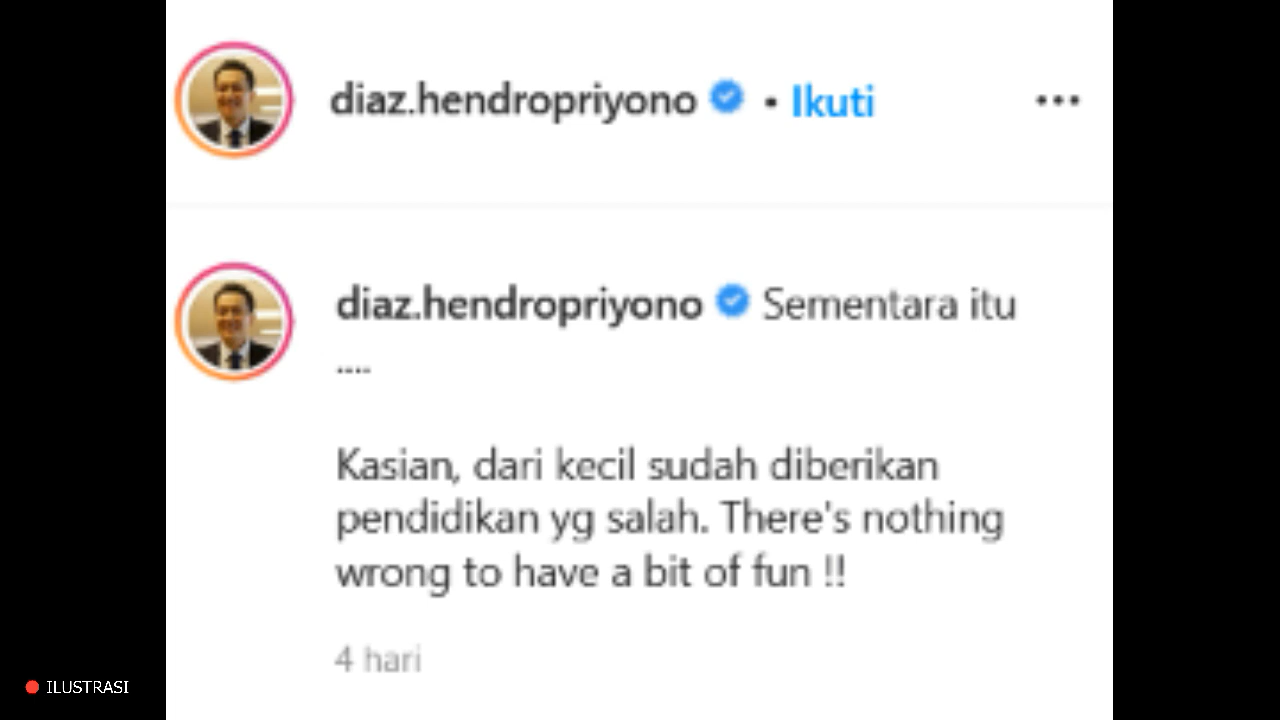 diaz.hendropriyono • Ikuti
diaz.hendropriyono Sementara itu
....
Kasian, dari kecil sudah diberikan
pendidikan yg salah. There's nothing
wrong to have a bit of fun !!
4 hari
ILUSTRASI